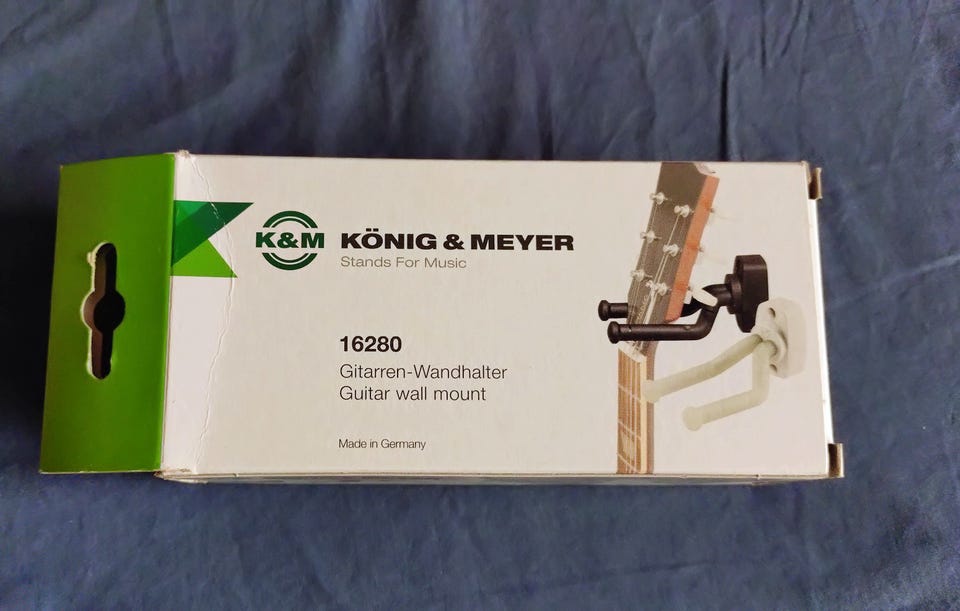 K&M
KÖNIG & MEYER
Stands For Music
16280
Gitarren-Wandhalter
Guitar wall mount
Made in Germany